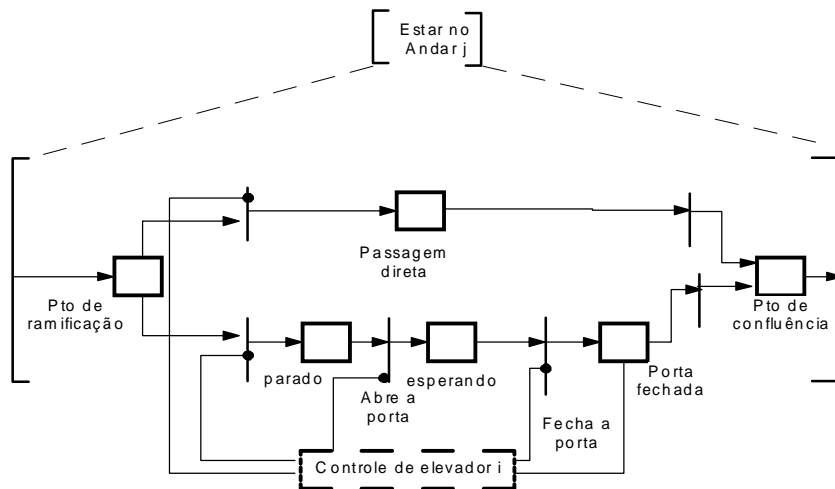 Estar no
Andar j
Passagem
direta
Pto de
ramificação
Pto de
confluência
parado
Abre a
porta
esperando
Fecha a
porta
Porta
fechada
Controle de elevador i